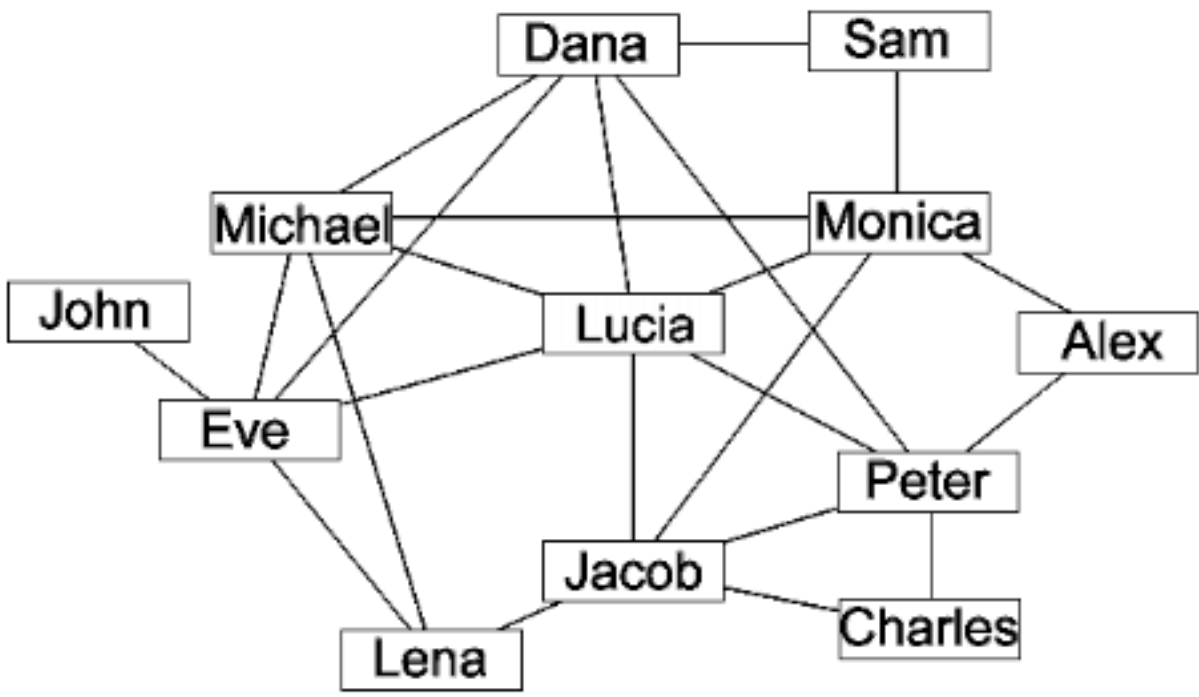 Dana
Sam
Michael
Monica
John
Lucia
Alex
Eve
Peter
Jacob
Charles
Lena